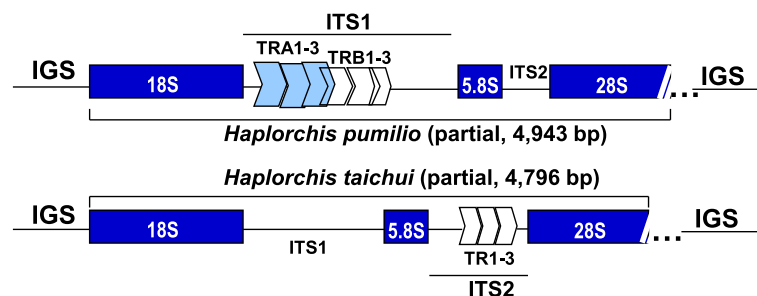 ITS1
TRA1-3
TRB1-3
IGS
18S
5.8S
ITS2
28S
...
IGS
Haplorchis pumilio (partial, 4,943 bp)
Haplorchis taichui (partial, 4,796 bp)
IGS
18S
ITS1
5.8S
TR1-3
28S
...
IGS
ITS2